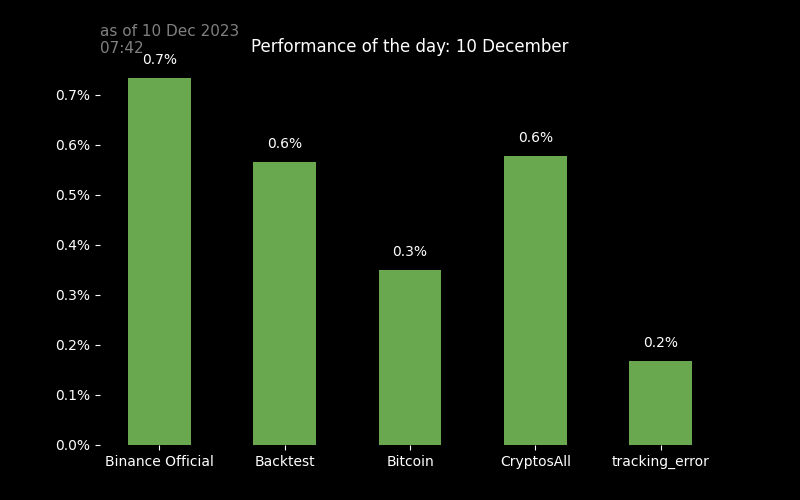 as of 10 Dec 2023
07:42
Performance of the day: 10 December
0.7%
0.6%
0.3%
0.6%
0.2%
0.7%
0.6%
0.5%
0.4%
0.3%
0.2%
0.1%
0.0%
Binance Official
Backtest
Bitcoin
CryptosAll
tracking_error